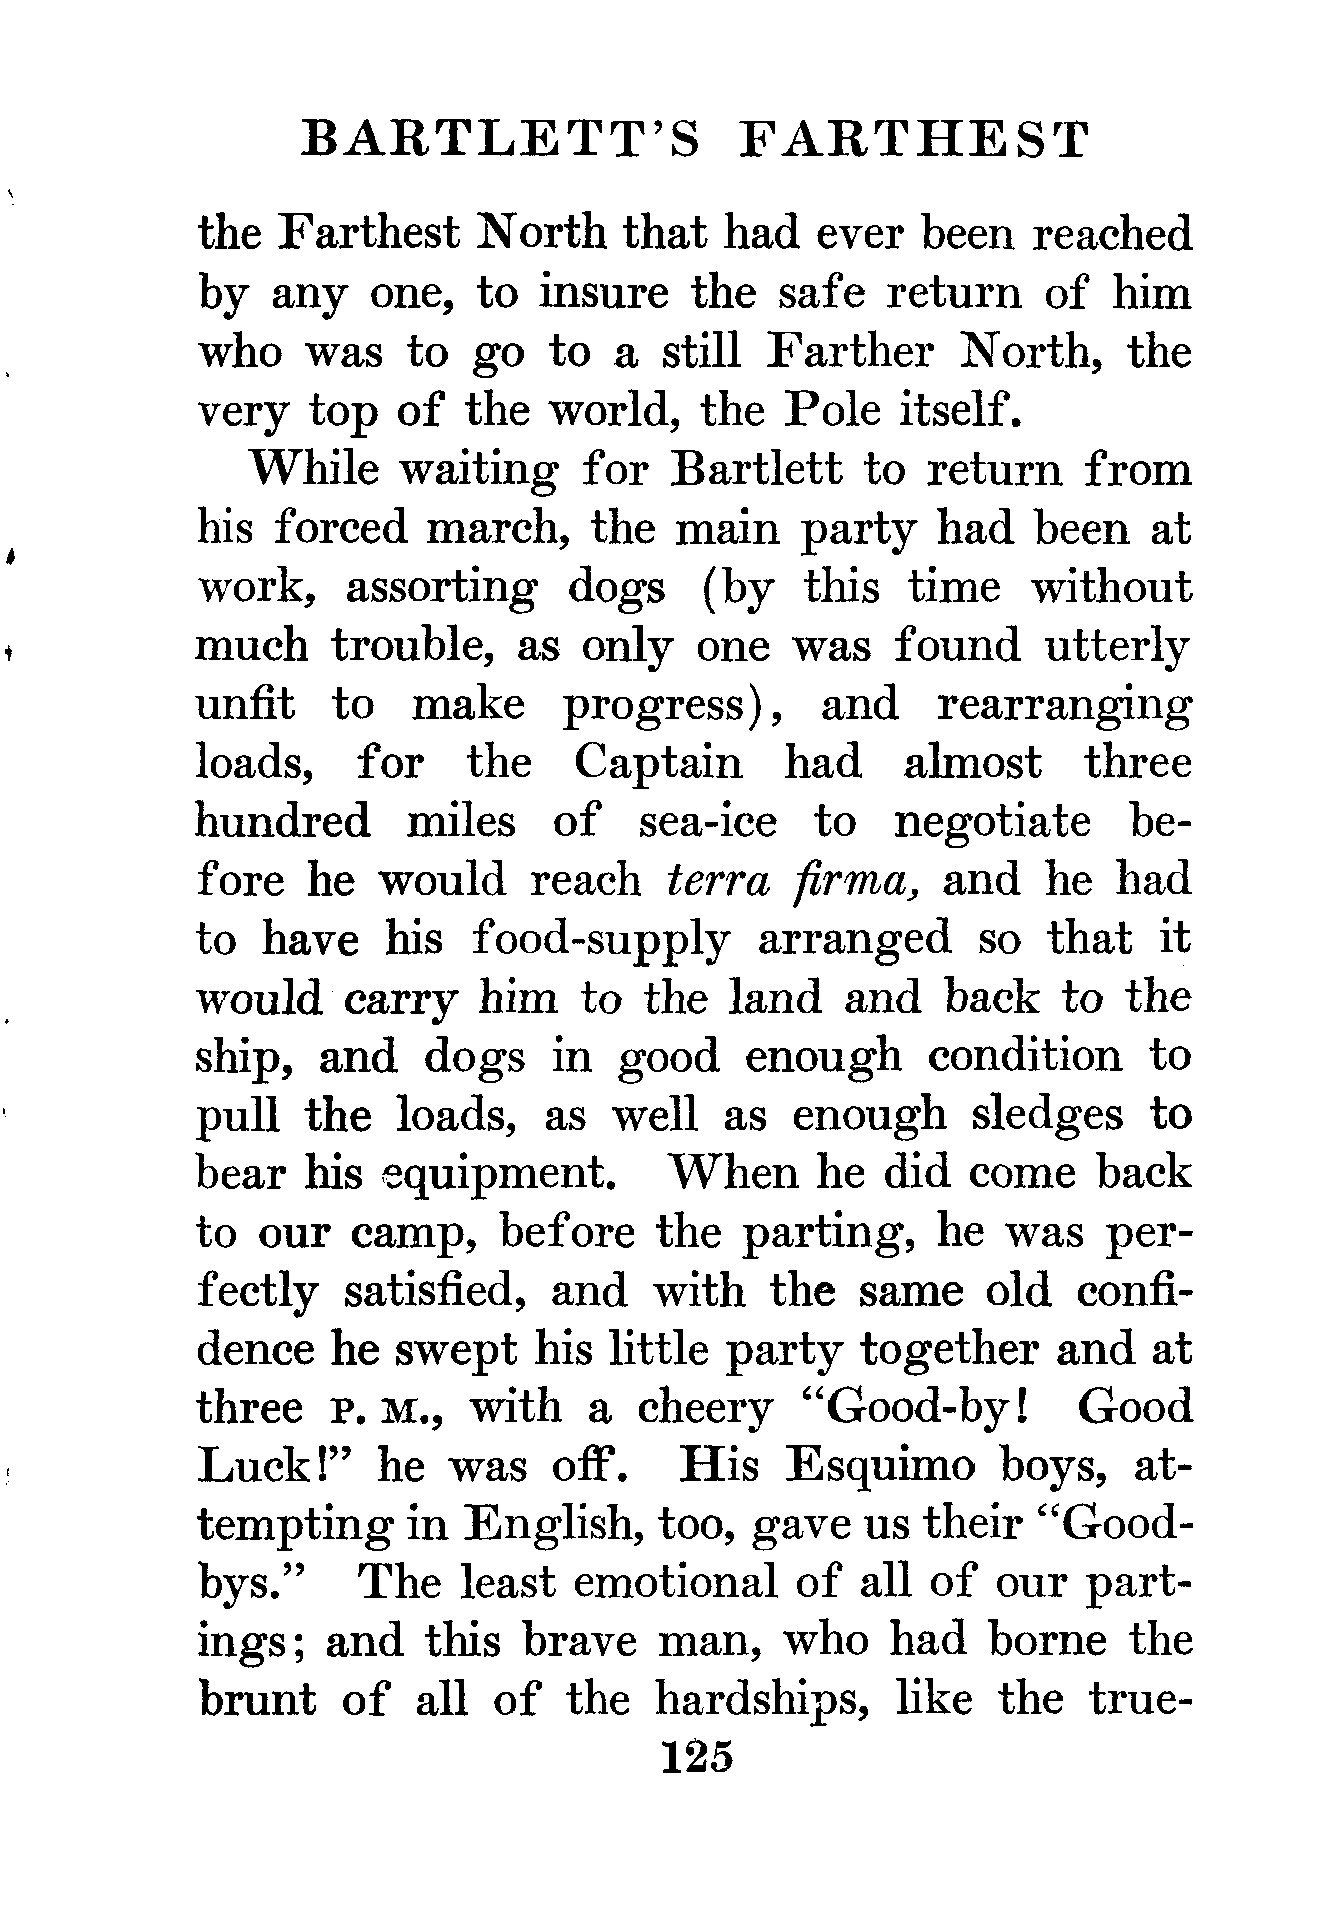 BARTLETT'S FARTHEST
the Farthest North that had ever been reached
by any one, to insure the safe return of him
who was to go to a still Farther North, the
very top of the world, the Pole itself.
While waiting for Bartlett to return from
his forced march, the main party had been at
work, assorting dogs (by this time without
much trouble, as only one was found utterly
unfit to make progress), and rearranging
loads, for the Captain had almost three
hundred miles of sea-ice to negotiate be-
fore he would reach terra firma, and he had
to have his food-supply arranged so that it
would carry him to the land and back to the
ship, and dogs in good enough condition to
pull the loads, as well as enough sledges to
bear his equipment. When he did come back
to our camp, before the parting, he was per-
fectly satisfied, and with the same old confi-
dence he swept his little party together and at
three P. M., with a cheery "Good-by! Good
Luck!" he was off. His Esquimo boys, at-
tempting in English, too, gave us their "Good-
bys." The least emotional of all of our part-
ings; and this brave man, who had borne the
brunt of all of the hardships, like the true-
125